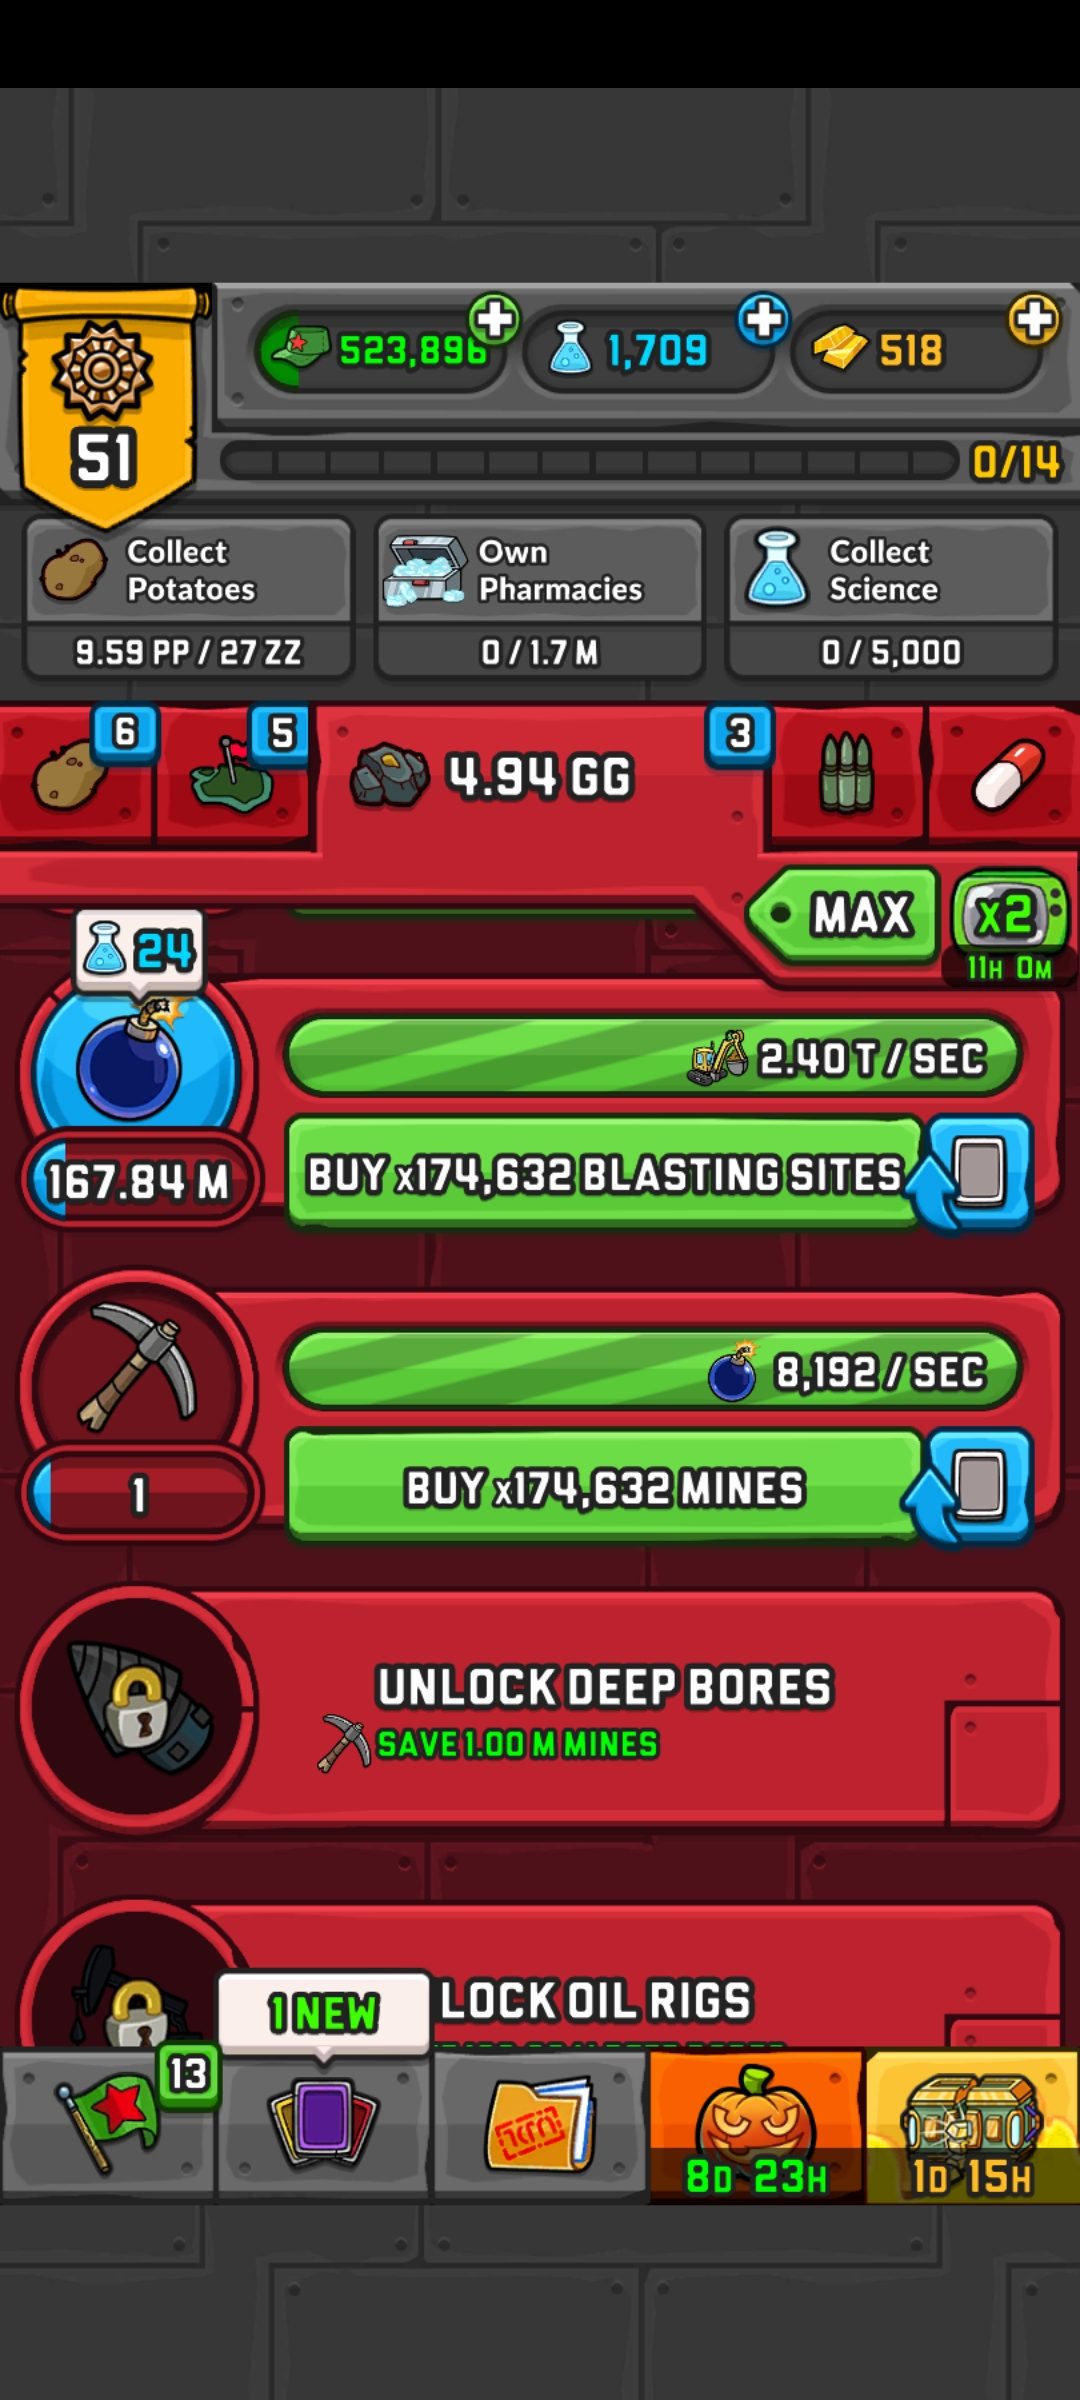 523,896
1,709
518
51
0/14
Collect
Potatoes
9.59 PP / 27 ZZ
Own
Pharmacies
0 / 1.7 M
Collect
Science
0 / 5,000
6
5
4.94 GG
3
MAX
x2
11H 0M
24
2.40 T / SEC
167.84 M
BUY x174,632 BLASTING SITES
8,192 / SEC
1
BUY x174,632 MINES
UNLOCK DEEP BORES
SAVE 1.00 M MINES
LOCK OIL RIGS
1 NEW
13
8D 23H
1D 15H